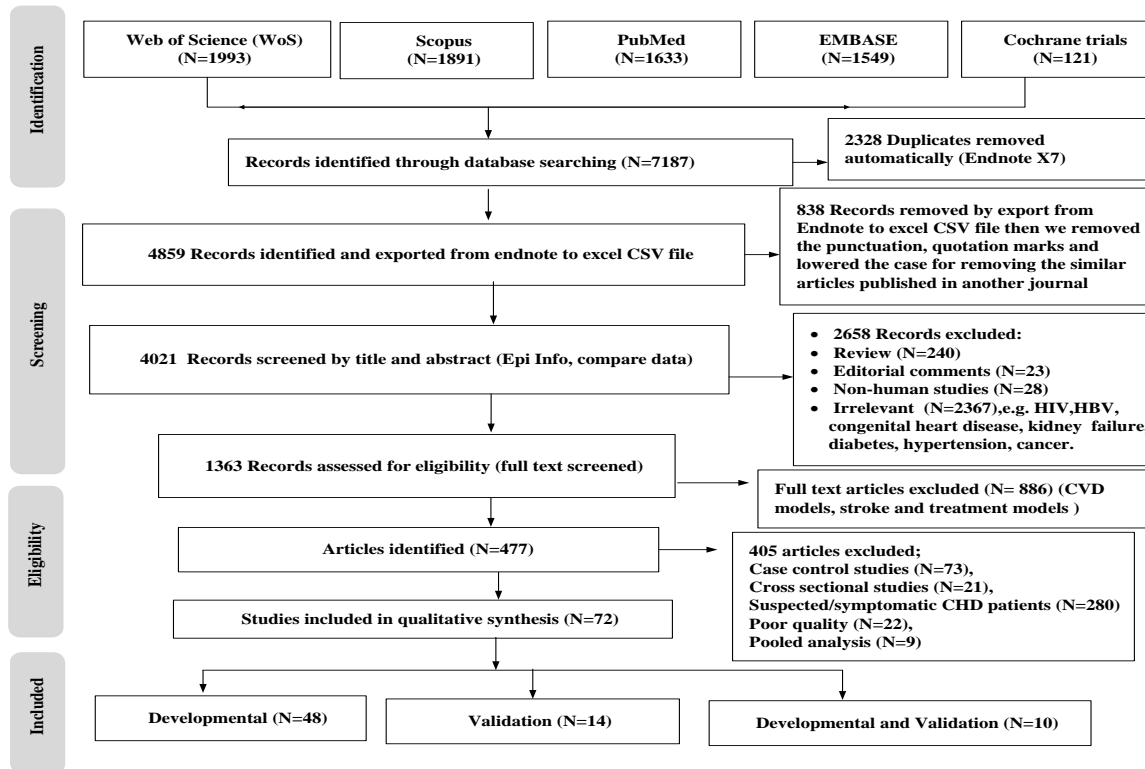 Identification
Web of Science (WoS)
(N=1993)
Scopus
(N=1891)
PubMed
(N=1633)
EMBASE
(N=1549)
Cochrane trials
(N=121)
Records identified through database searching (N=7187)
2328 Duplicates removed
automatically (Endnote X7)
Screening
4859 Records identified and exported from endnote to excel CSV file
838 Records removed by export from
Endnote to excel CSV file then we removed
the punctuation, quotation marks and
lowered the case for removing the similar
articles published in another journal
4021 Records screened by title and abstract (Epi Info, compare data)
• 2658 Records excluded:
• Review (N=240)
• Editorial comments (N=23)
• Non-human studies (N=28)
• Irrelevant (N=2367),e.g. HIV,HBV,
congenital heart disease, kidney failure,
diabetes, hypertension, cancer.
1363 Records assessed for eligibility (full text screened)
Eligibility
Full text articles excluded (N= 886) (CVD
models, stroke and treatment models )
Articles identified (N=477)
405 articles excluded;
Case control studies (N=73),
Cross sectional studies (N=21),
Suspected/symptomatic CHD patients (N=280)
Poor quality (N=22),
Pooled analysis (N=9)
Studies included in qualitative synthesis (N=72)
Included
Developmental (N=48)
Validation (N=14)
Developmental and Validation (N=10)